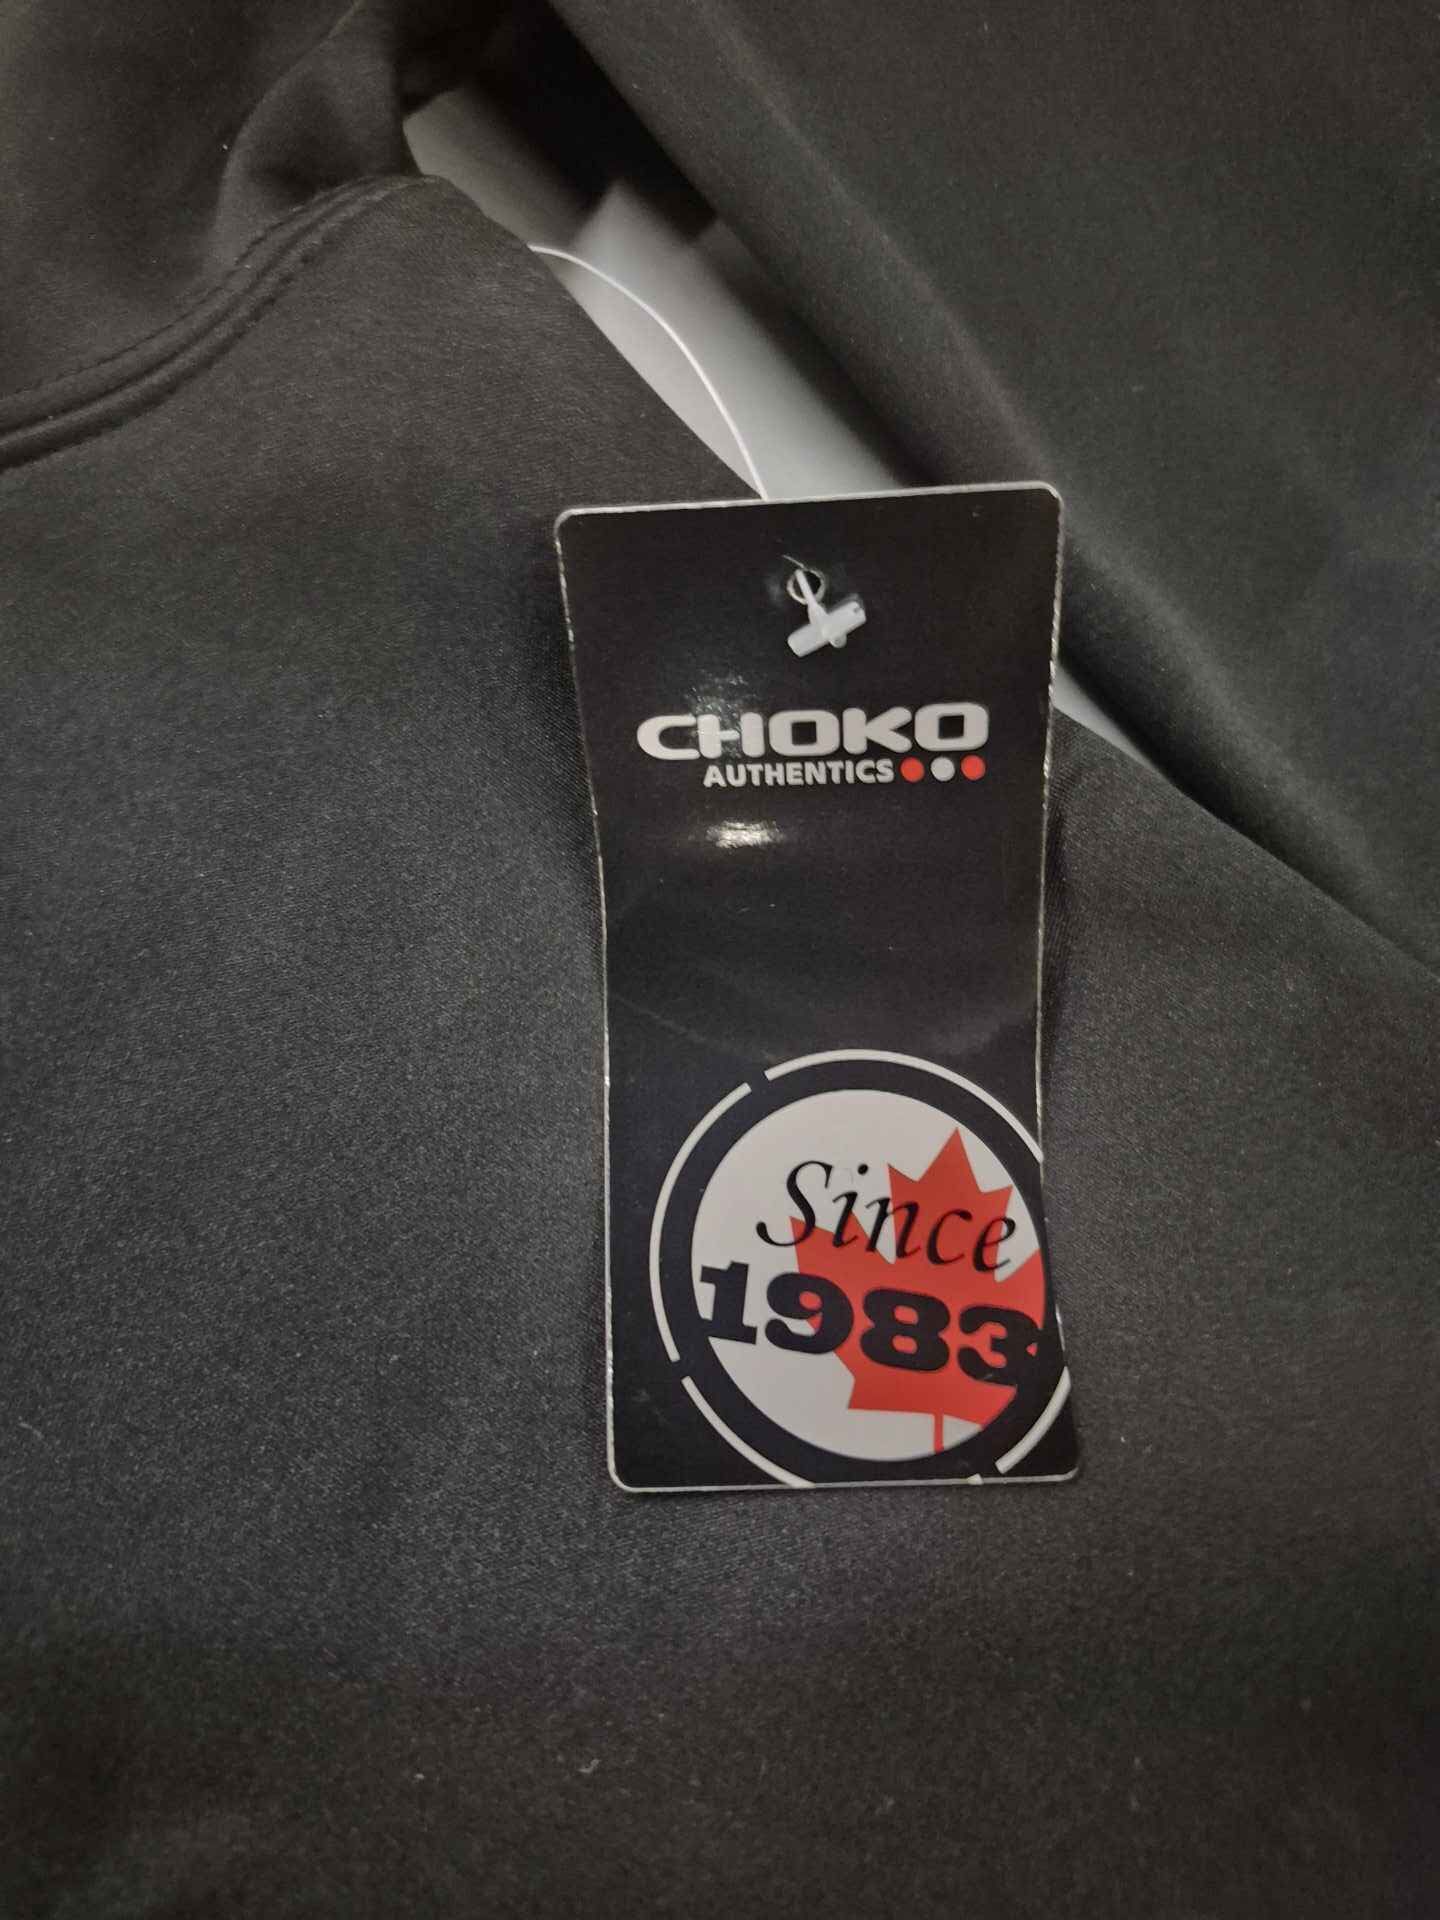 CHOKO
AUTHENTICS
Since
1983